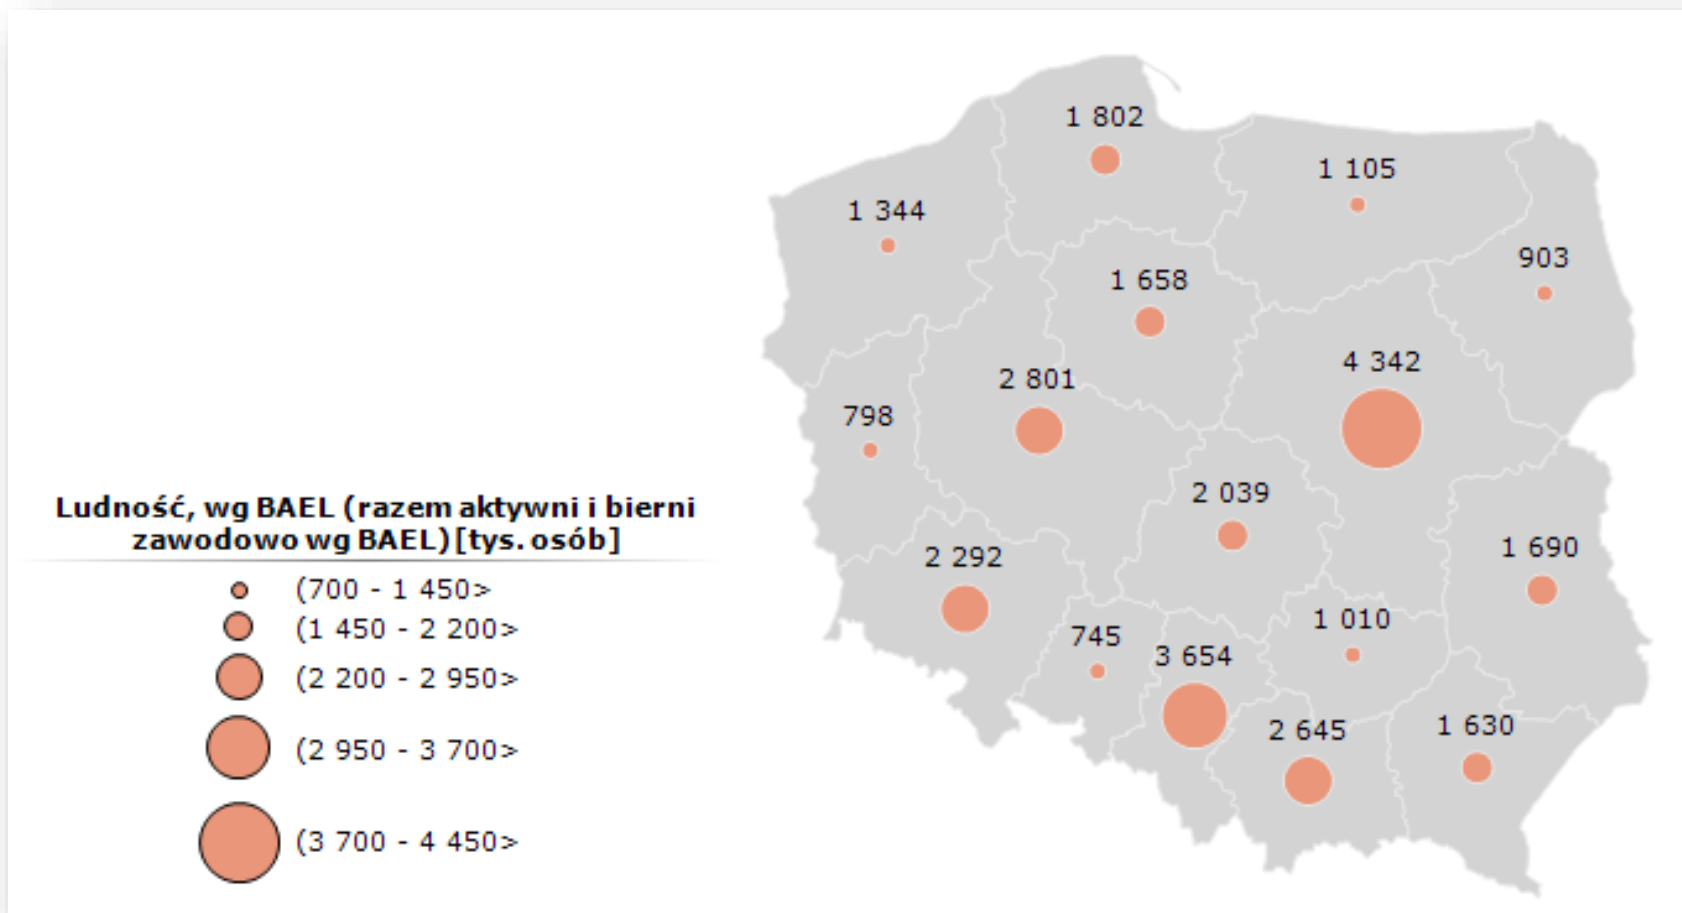 1 802
1 105
1 344
903
1 658
4 342
2 801
798
2 039
Ludność, wg BAEL (razem aktywni i bierni
zawodowo wg BAEL) [tys. osób]
2 292
1 690
(700 - 1 450>
1 010
(1 450 - 2 200>
745
3 654
(2 200 - 2 950>
2 645
1 630
(2 950 - 3 700>
(3 700 - 4 450>